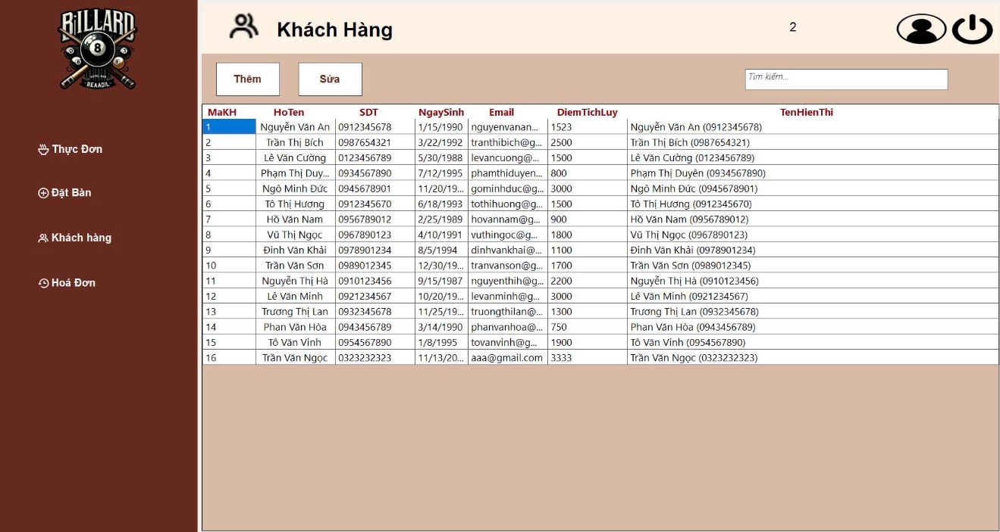 BiLLARD
8
BEAADIL
Khách Hàng
2
Thực Đơn
Đặt Bàn
Khách hàng
Hoá Đơn
Thêm Sửa Tìm kiếm...
MaKH HoTen SDT NgaySinh Email DiemTichLuy TenHienThi
1 Nguyễn Văn An 0912345678 1/15/1990 nguyenvanan... 1523 Nguyễn Văn An (0912345678)
2 Trần Thị Bích 0987654321 3/22/1992 tranthibich@g... 2500 Trần Thị Bích (0987654321)
3 Lê Văn Cường 0123456789 5/30/1988 levancuong@... 1500 Lê Văn Cường (0123456789)
4 Phạm Thị Duy... 0934567890 7/12/1995 phamthiduyen... 800 Phạm Thị Duyên (0934567890)
5 Ngô Minh Đức 0945678901 11/20/19... gominhduc@g... 3000 Ngô Minh Đức (0945678901)
6 Tô Thị Hương 0912345670 6/18/1993 tothihuong@g... 1500 Tô Thị Hương (0912345670)
7 Hồ Văn Nam 0956789012 2/25/1989 hovannam@g... 900 Hồ Văn Nam (0956789012)
8 Vũ Thị Ngọc 0967890123 4/10/1991 vuthingoc@g... 1800 Vũ Thị Ngọc (0967890123)
9 Đinh Văn Khải 0978901234 8/5/1994 dinhvankhai@... 1100 Đinh Văn Khải (0978901234)
10 Trần Văn Sơn 0989012345 12/30/19... tranvanson@g... 1700 Trần Văn Sơn (0989012345)
11 Nguyễn Thị Hà 0910123456 9/15/1987 nguyenthih@g... 2200 Nguyễn Thị Hà (0910123456)
12 Lê Văn Minh 0921234567 10/20/19... levanminh@g... 3000 Lê Văn Minh (0921234567)
13 Trương Thị Lan 0932345678 11/25/19... truongthilan@... 1300 Trương Thị Lan (0932345678)
14 Phan Văn Hòa 0943456789 3/14/1990 phanvanhoa@... 750 Phan Văn Hòa (0943456789)
15 Tô Văn Vinh 0954567890 1/8/1995 tovanvinh@g... 1900 Tô Văn Vinh (0954567890)
16 Trần Văn Ngọc 0323232323 11/13/20... aaa@gmail.com 3333 Trần Văn Ngọc (0323232323)